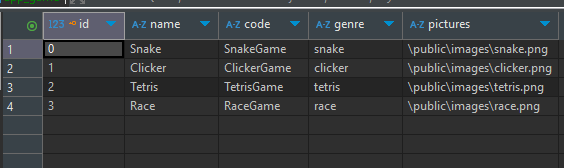 123 id A-Z name A-Z code A-Z genre A-Z pictures
1 0 Snake SnakeGame snake \public\images\snake.png
2 1 Clicker ClickerGame clicker \public\images\clicker.png
3 2 Tetris TetrisGame tetris \public\images\tetris.png
4 3 Race RaceGame race \public\images\race.png